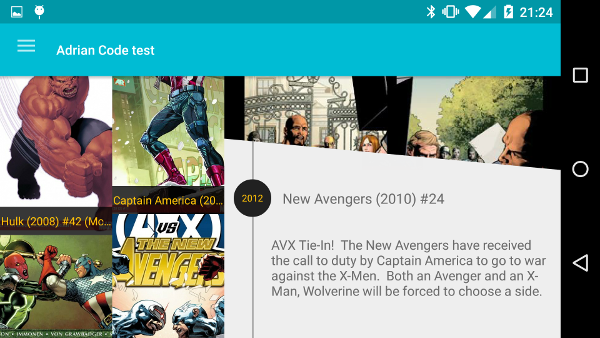 21:24
Adrian Code test
Captain America (20...
Hulk (2008) #42 (Mc...
AVX
VS
THE NEW
AVENGERS
IMMONEN • VON GRAWBADGER
2012
New Avengers (2010) #24
AVX Tie-In!  The New Avengers have received
the call to duty by Captain America to go to war
against the X-Men.  Both an Avenger and an X-
Man, Wolverine will be forced to choose a side.